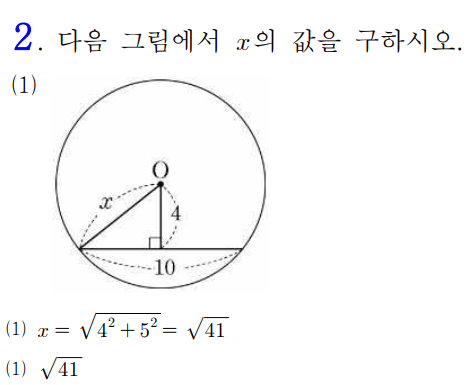 2. 다음 그림에서 x의 값을 구하시오.
(1)
O
x
4
10
(1) x = √(4² + 5²) = √41
(1) √41